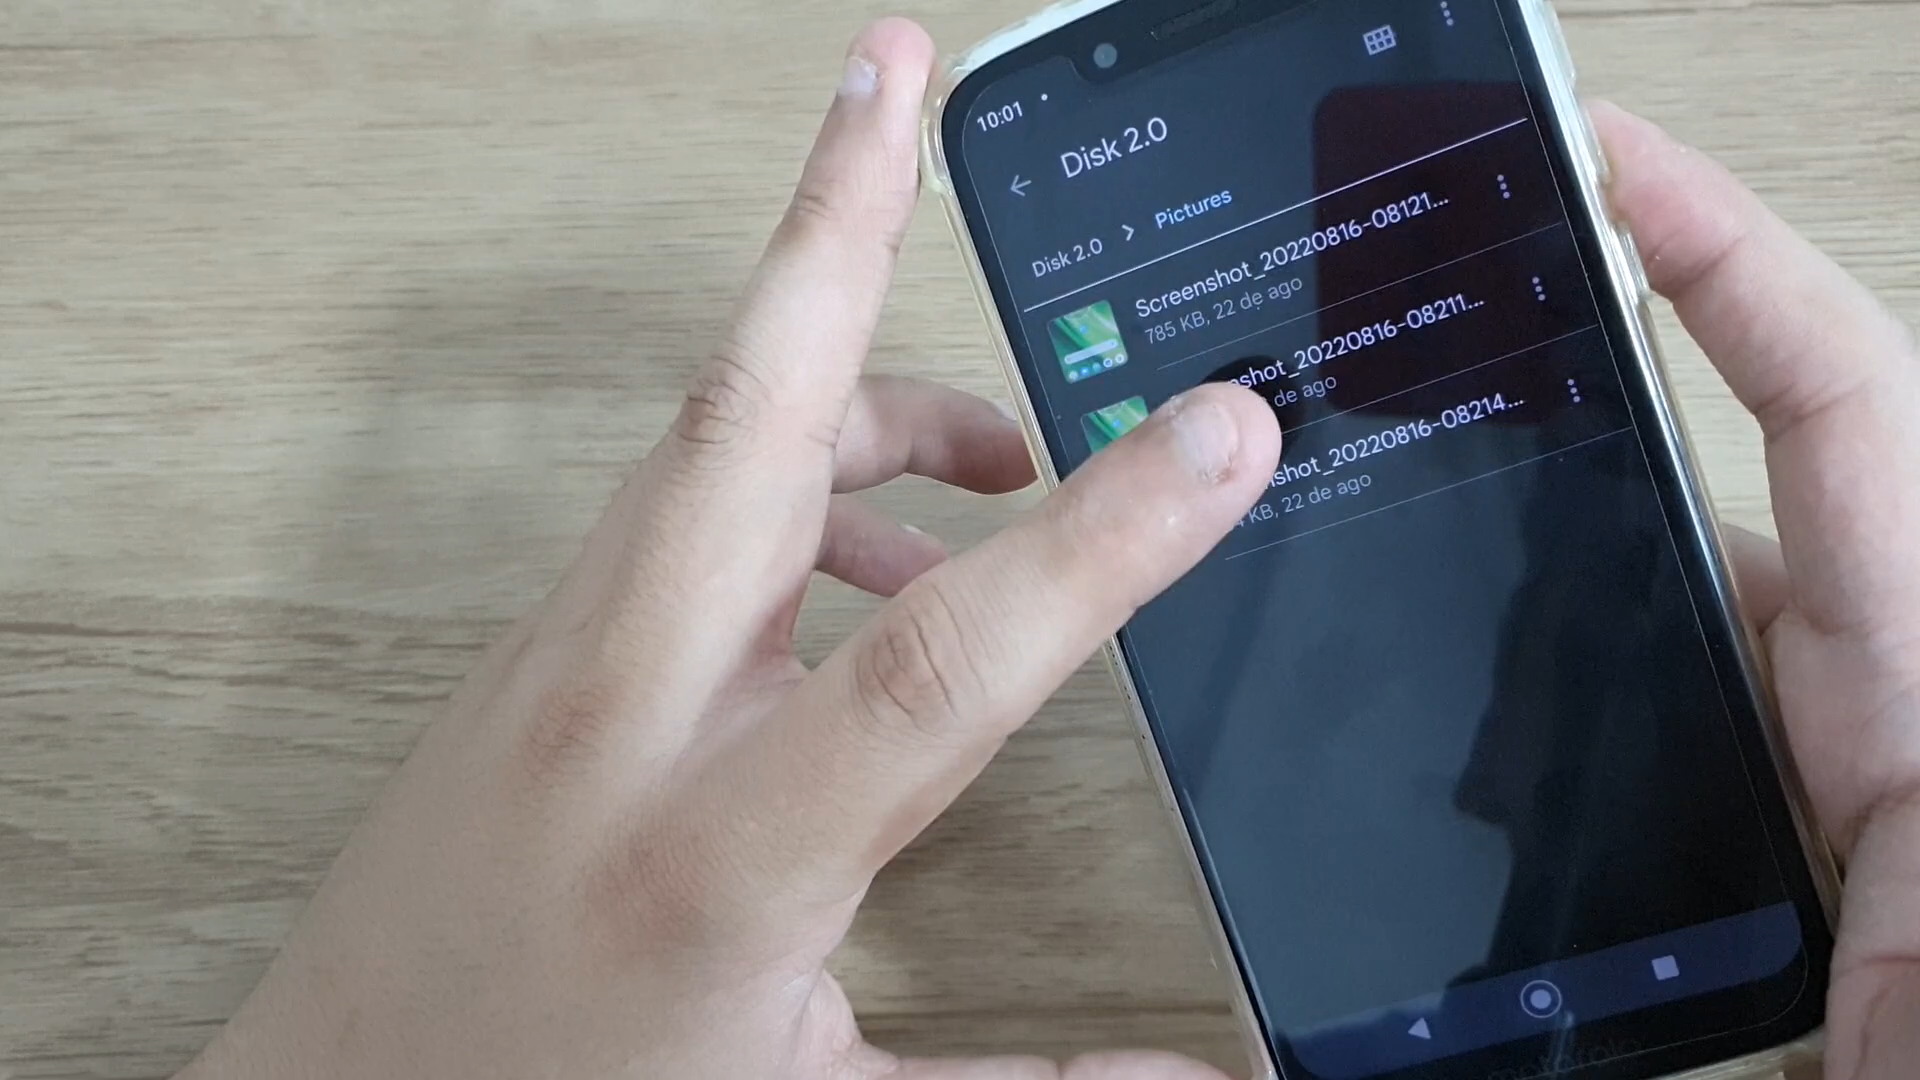 10:01
Disk 2.0
Disk 2.0 > Pictures
Screenshot_20220816-08121...
785 KB, 22 de ago
shot_20220816-08211...
de ago
shot_20220816-08214...
KB, 22 de ago